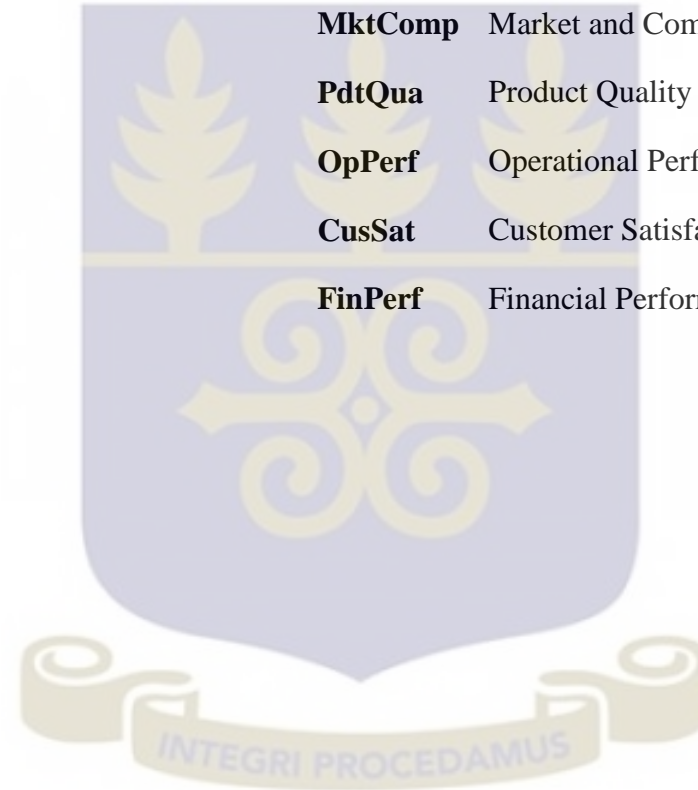 MktComp Market and Com
PdtQua Product Quality
OpPerf Operational Perf
CusSat Customer Satisfa
FinPerf Financial Perfor
INTEGRI PROCEDAMUS